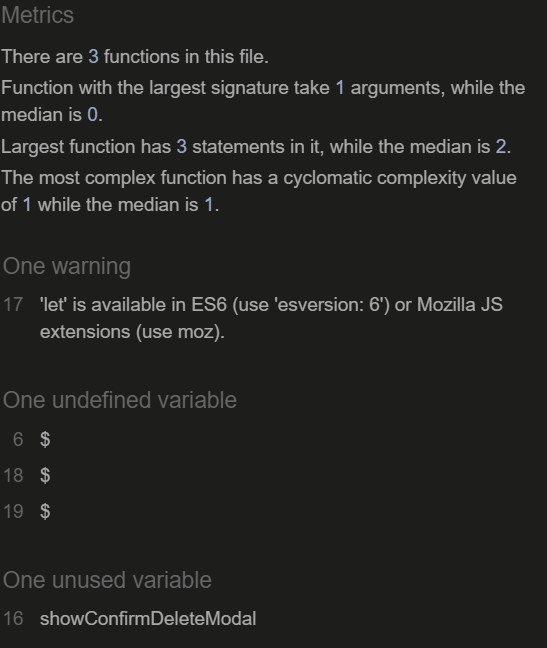 Metrics
There are 3 functions in this file.
Function with the largest signature take 1 arguments, while the
median is 0.
Largest function has 3 statements in it, while the median is 2.
The most complex function has a cyclomatic complexity value
of 1 while the median is 1.
One warning
17 'let' is available in ES6 (use 'esversion: 6') or Mozilla JS
extensions (use moz).
One undefined variable
6 $
18 $
19 $
One unused variable
16 showConfirmDeleteModal